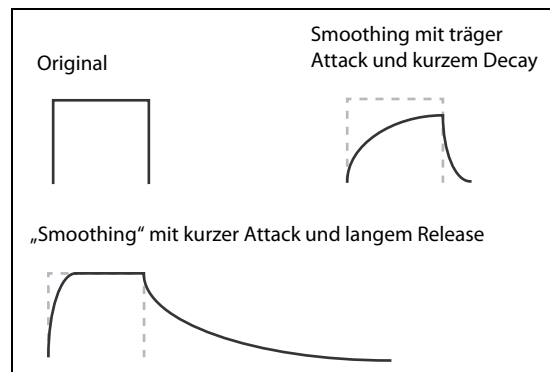 Original
Smoothing mit träger
Attack und kurzem Decay
„Smoothing“ mit kurzer Attack und langem Release